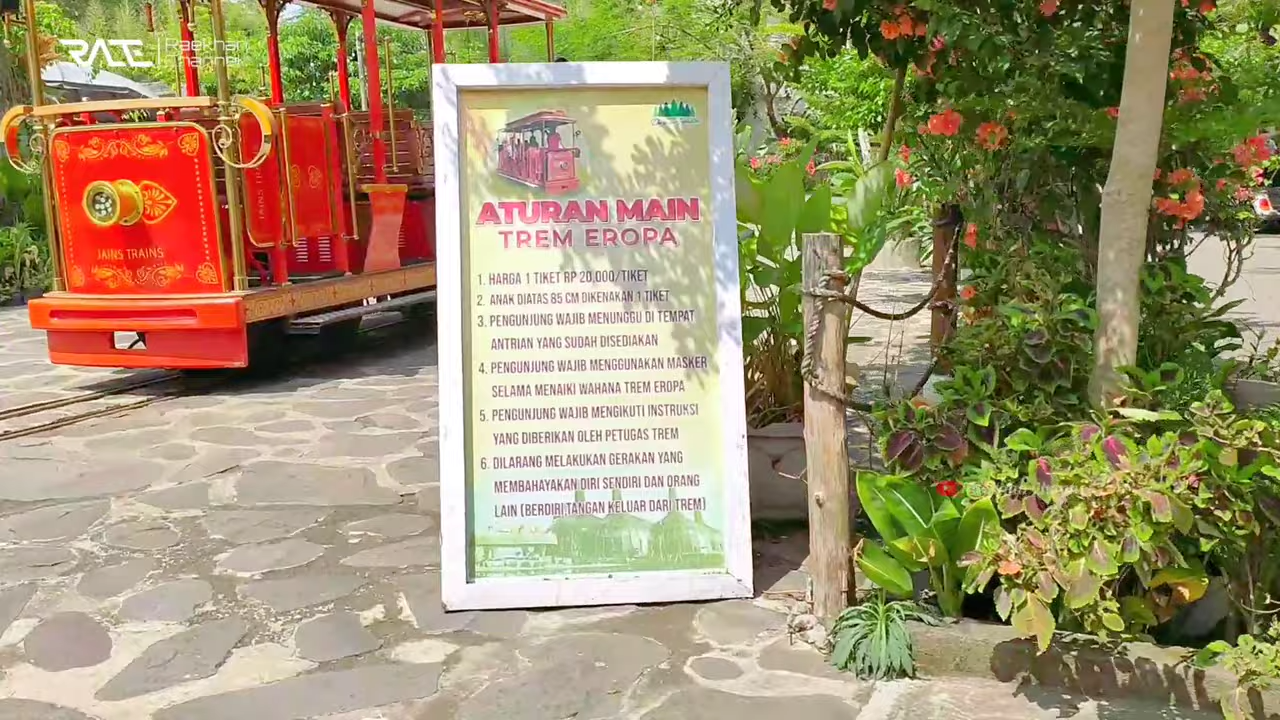 RACE
Raekhan
Channel
JAINS TRAINS
ATURAN MAIN
TREM EROPA
1. HARGA 1 TIKET RP 20.000/TIKET
2. ANAK DIATAS 85 CM DIKENAKAN 1 TIKET
3. PENGUNJUNG WAJIB MENUNGGU DI TEMPAT
ANTRIAN YANG SUDAH DISEDIAKAN
4. PENGUNJUNG WAJIB MENGGUNAKAN MASKER
SELAMA MENAIKI WAHANA TREM EROPA
5. PENGUNJUNG WAJIB MENGIKUTI INSTRUKSI
YANG DIBERIKAN OLEH PETUGAS TREM
6. DILARANG MELAKUKAN GERAKAN YANG
MEMBAHAYAKAN DIRI SENDIRI DAN ORANG
LAIN (BERDIRI,TANGAN KELUAR DARI TREM)